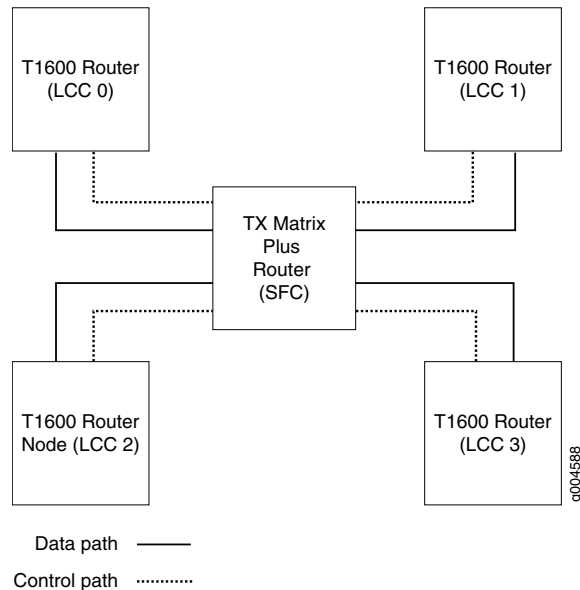 T1600 Router
(LCC 0)
T1600 Router
(LCC 1)
TX Matrix
Plus
Router
(SFC)
T1600 Router
Node (LCC 2)
T1600 Router
(LCC 3)
g004588
Data path
Control path